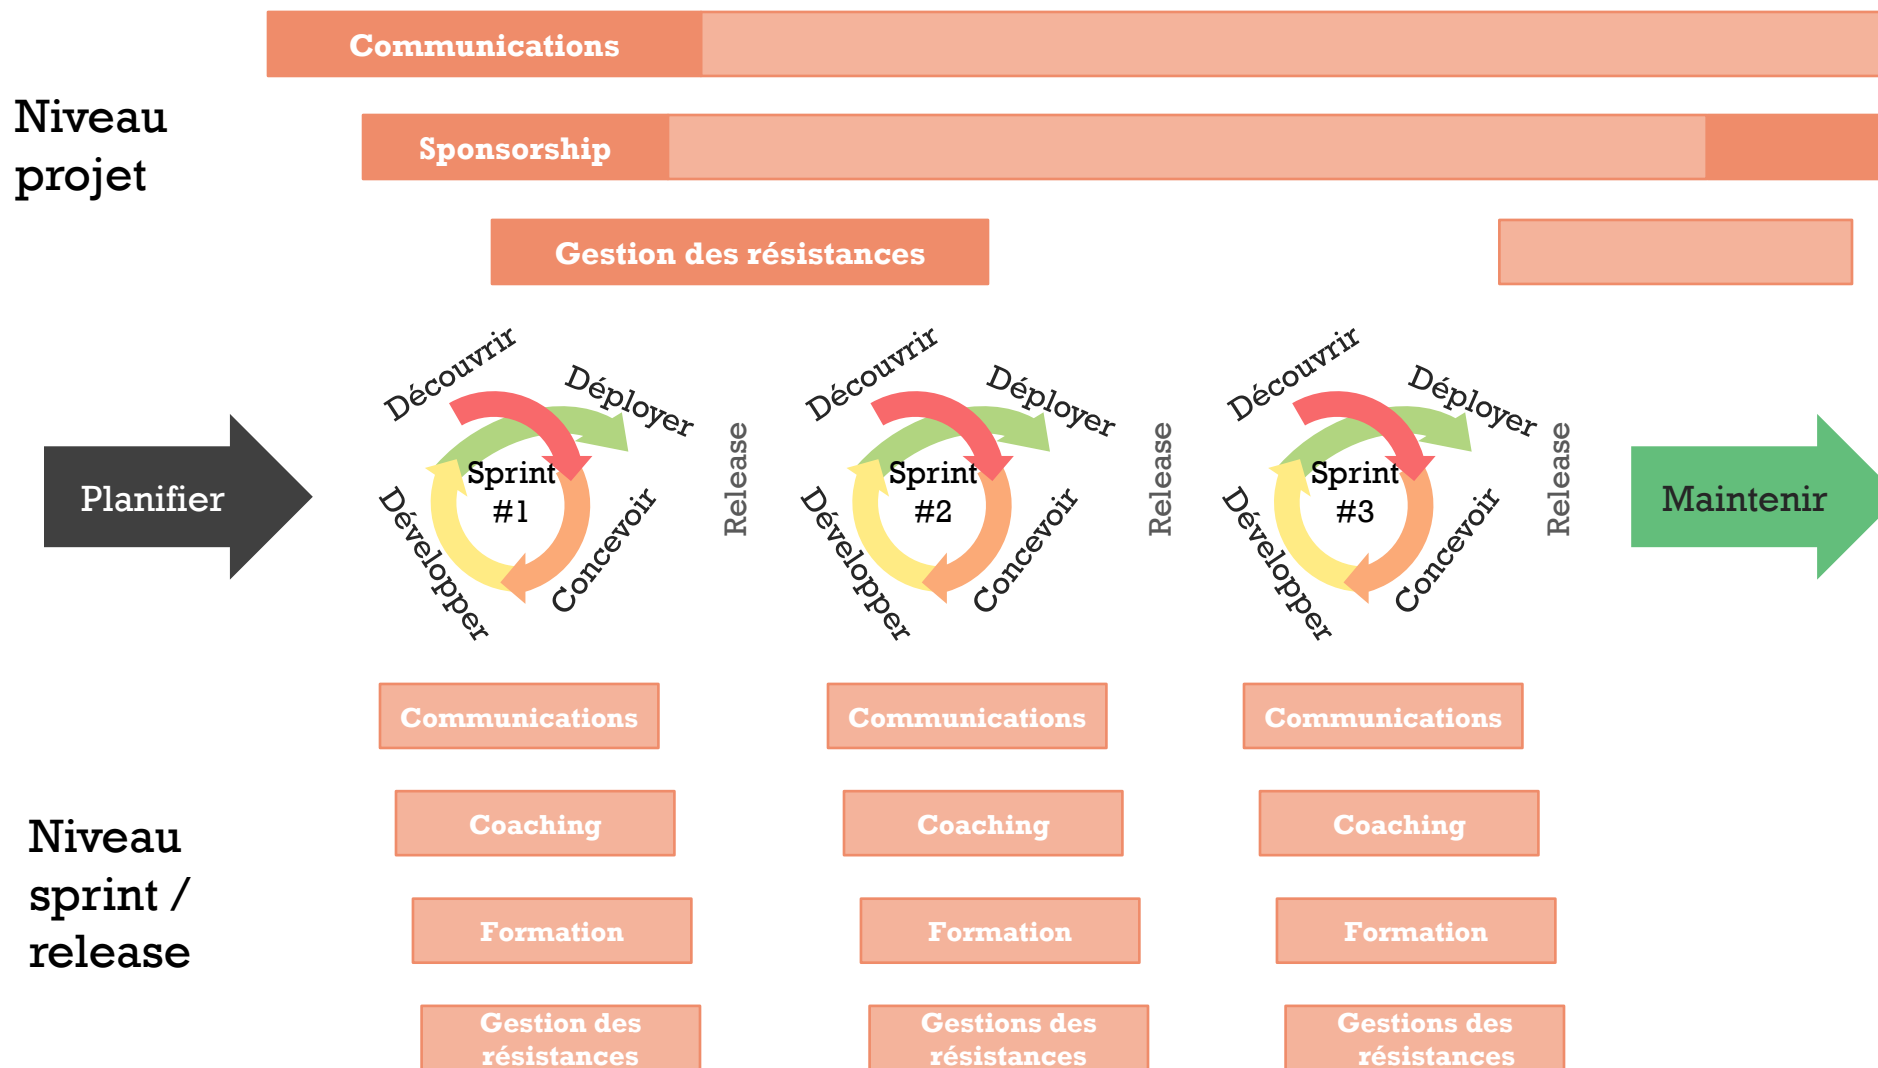 Communications
Niveau
projet
Sponsorship
Gestion des résistances
Planifier
Découvrir
Déployer
Sprint
#1
Développer
Concevoir
Release
Découvrir
Déployer
Sprint
#2
Développer
Concevoir
Release
Découvrir
Déployer
Sprint
#3
Développer
Concevoir
Release
Maintenir
Niveau
sprint /
release
Communications
Communications
Communications
Coaching
Coaching
Coaching
Formation
Formation
Formation
Gestion des
résistances
Gestions des
résistances
Gestions des
résistances